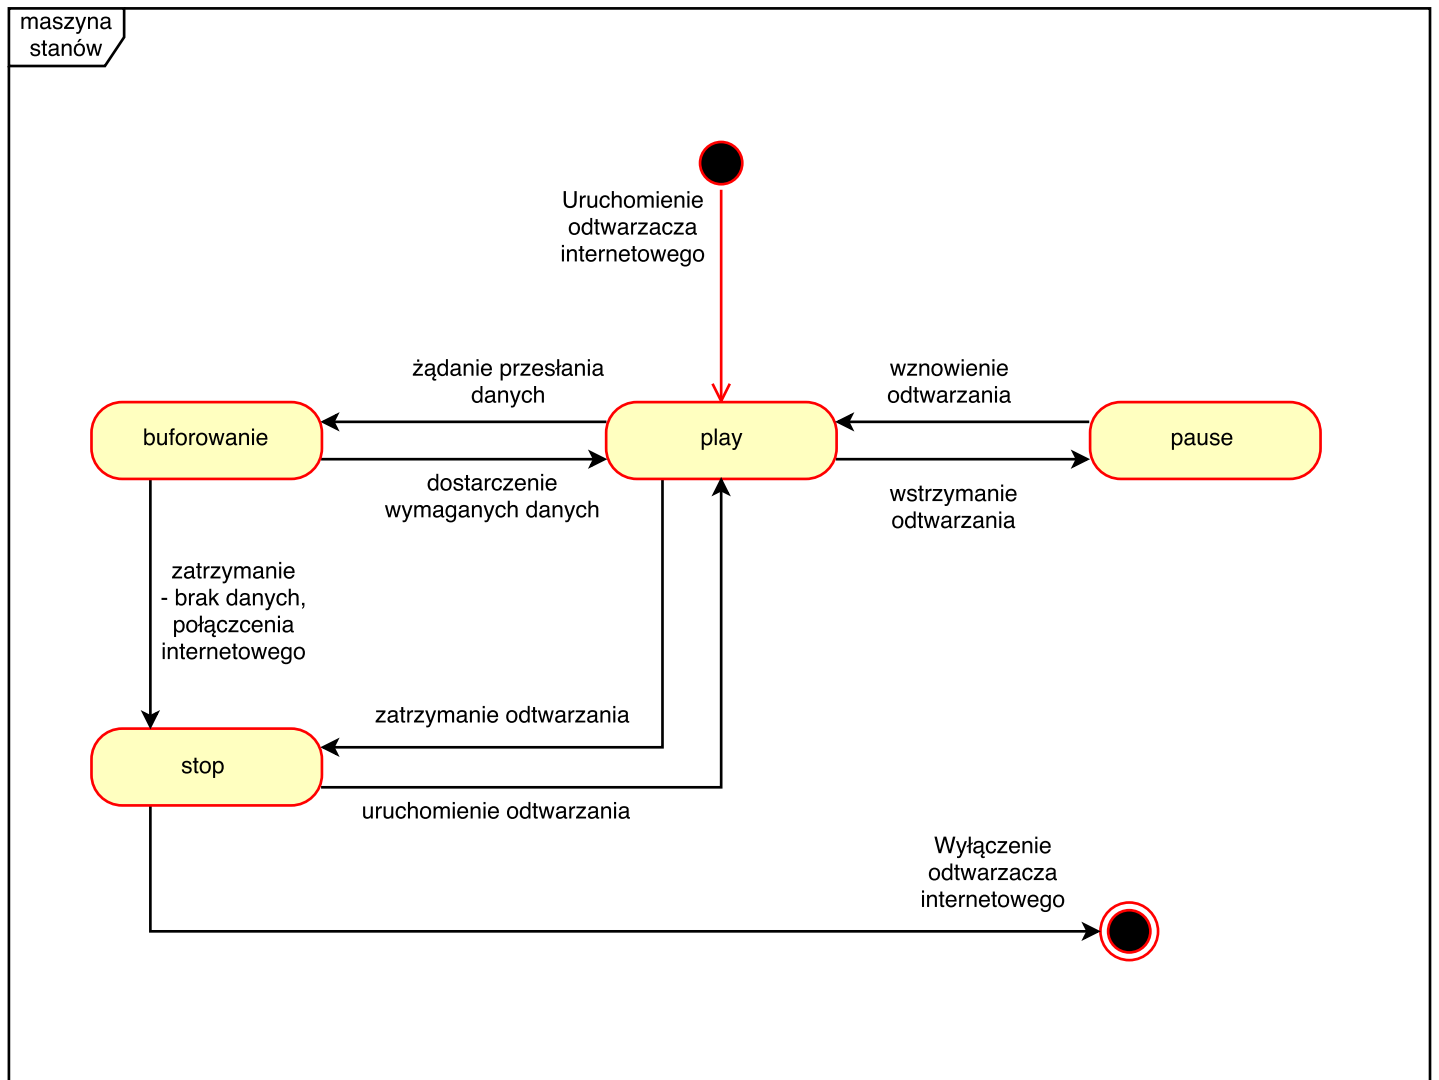 maszyna
stanów
Uruchomienie
odtwarzacza
internetowego
żądanie przesłania
danych
wznowienie
odtwarzania
buforowanie
play
pause
dostarczenie
wymaganych danych
wstrzymanie
odtwarzania
zatrzymanie
- brak danych,
połączcenia
internetowego
zatrzymanie odtwarzania
stop
uruchomienie odtwarzania
Wyłączenie
odtwarzacza
internetowego